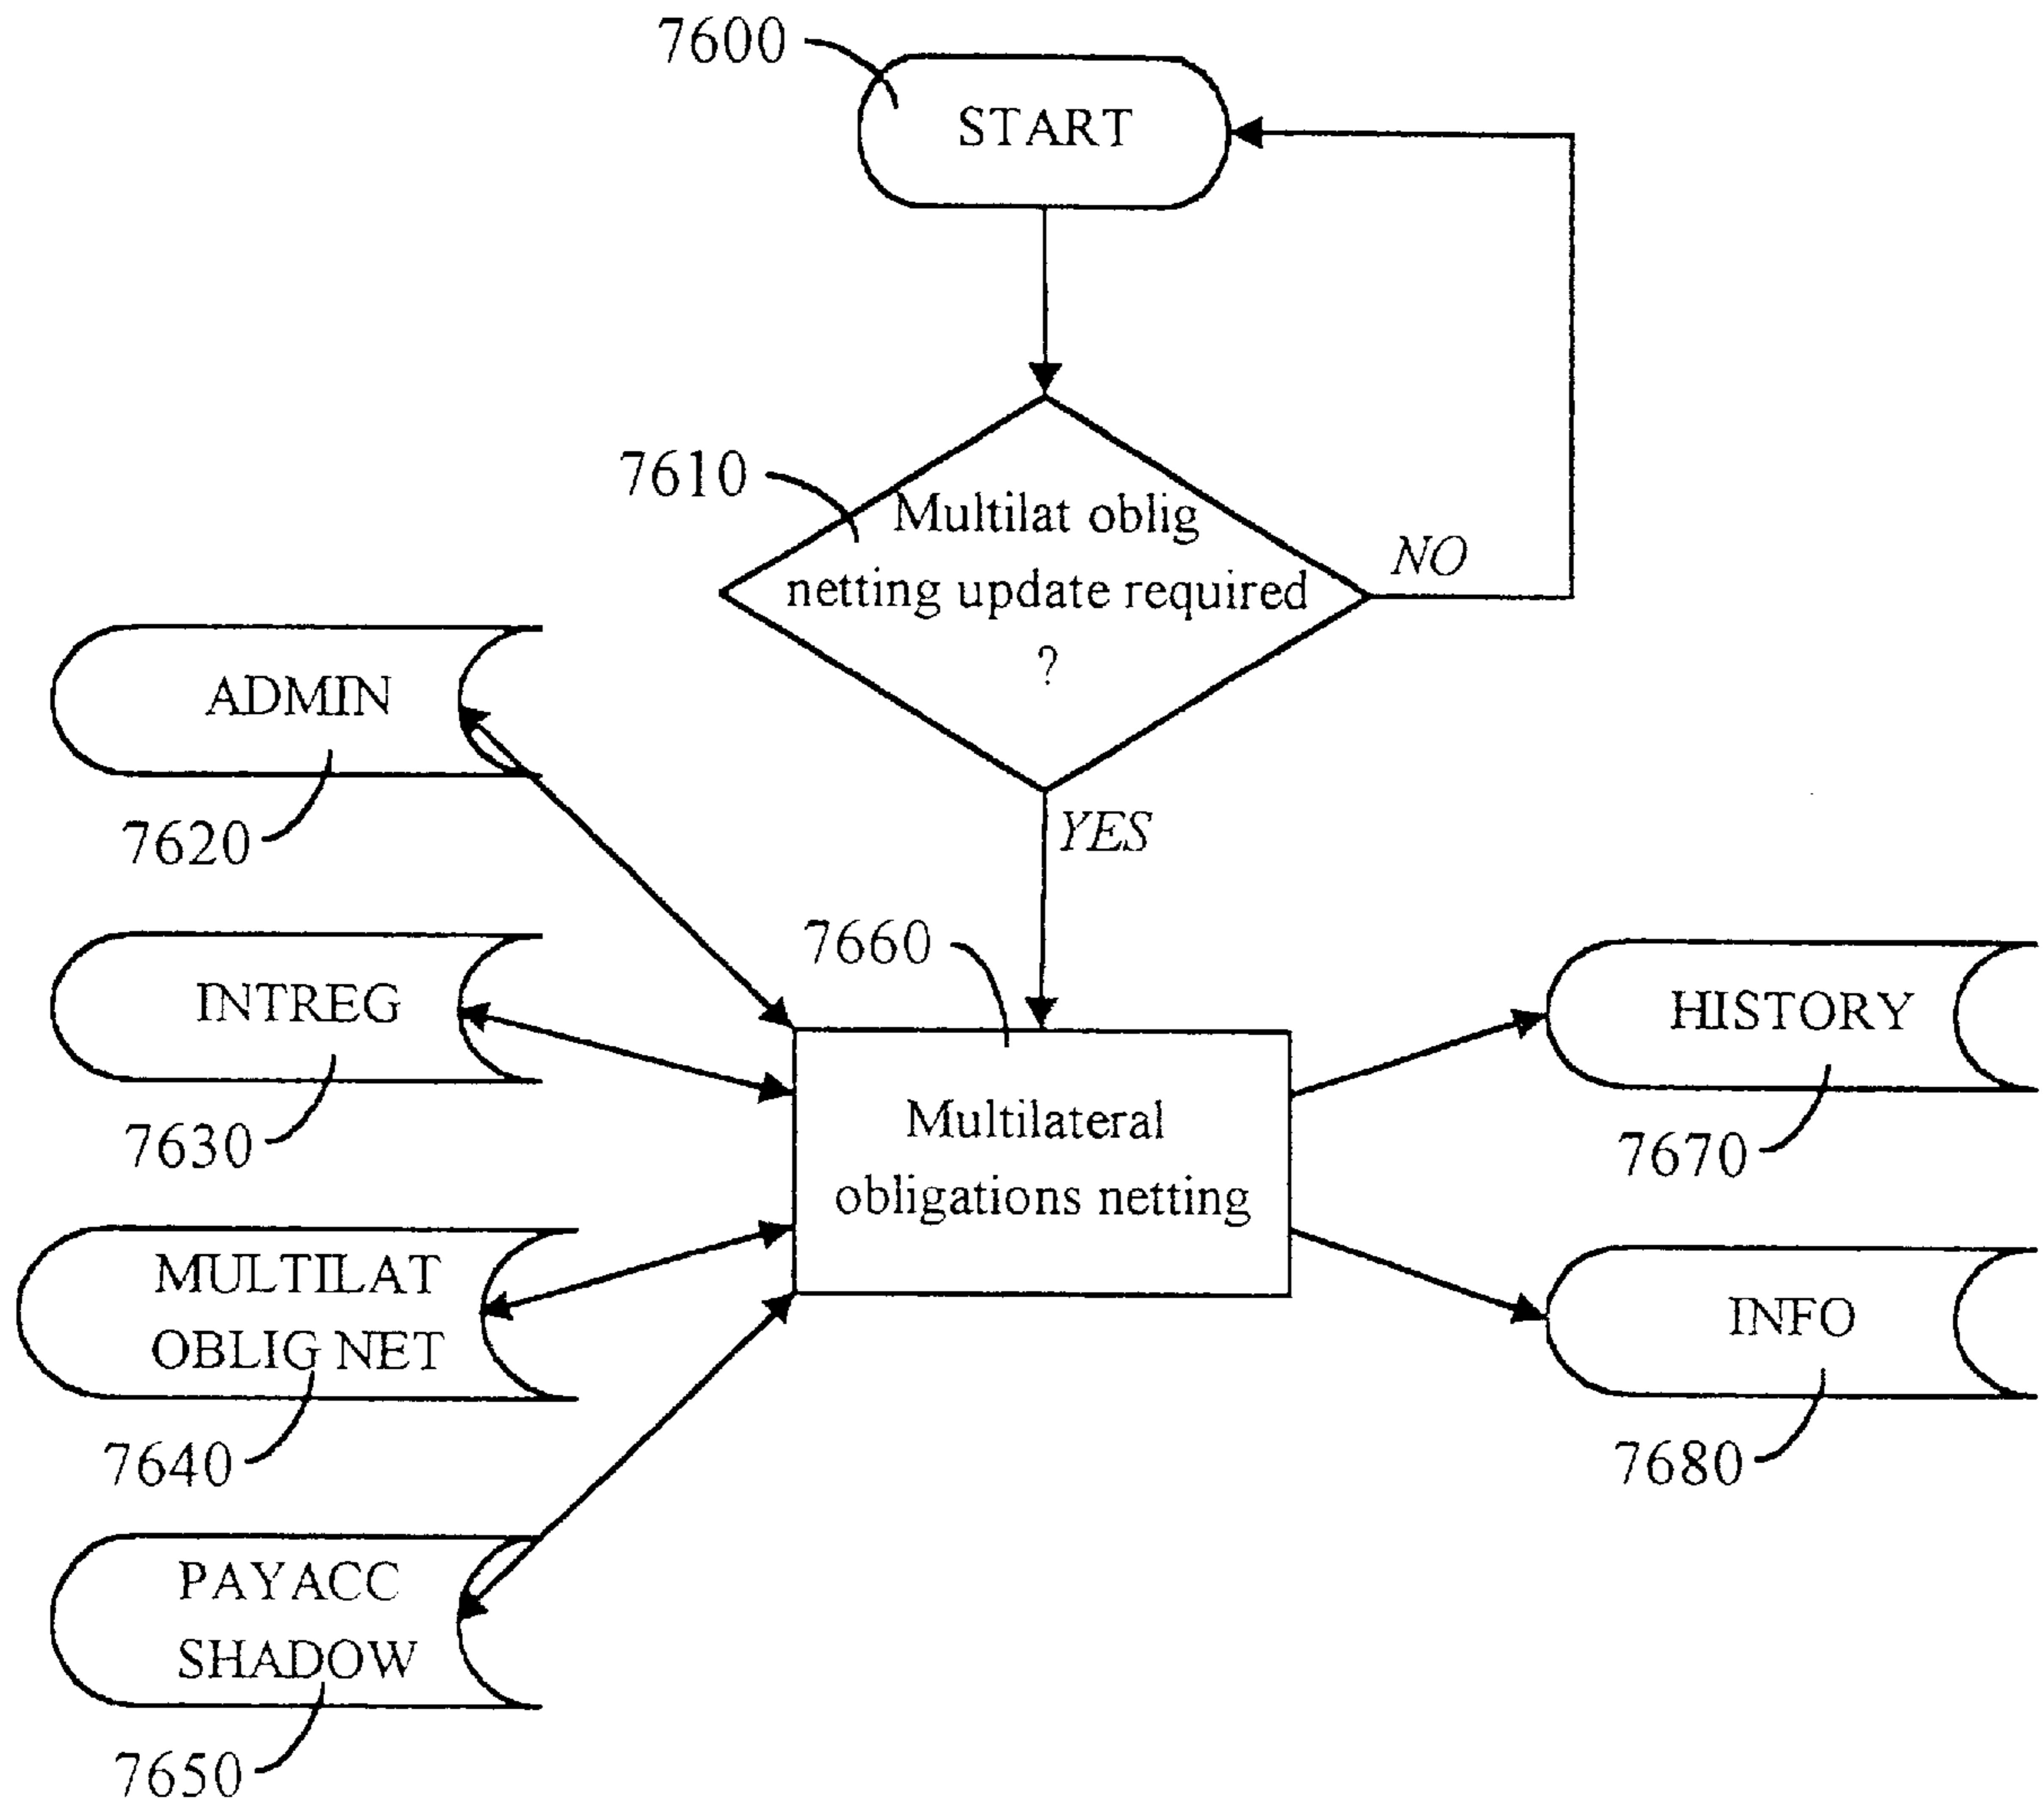 7600
START
7610
Multilat oblig
netting update required
?
NO
ADMIN
7620
YES
7660
INTREG
7630
HISTORY
7670
Multilateral
obligations netting
MULTILAT
OBLIG NET
7640
INFO
7680
PAYACC
SHADOW
7650